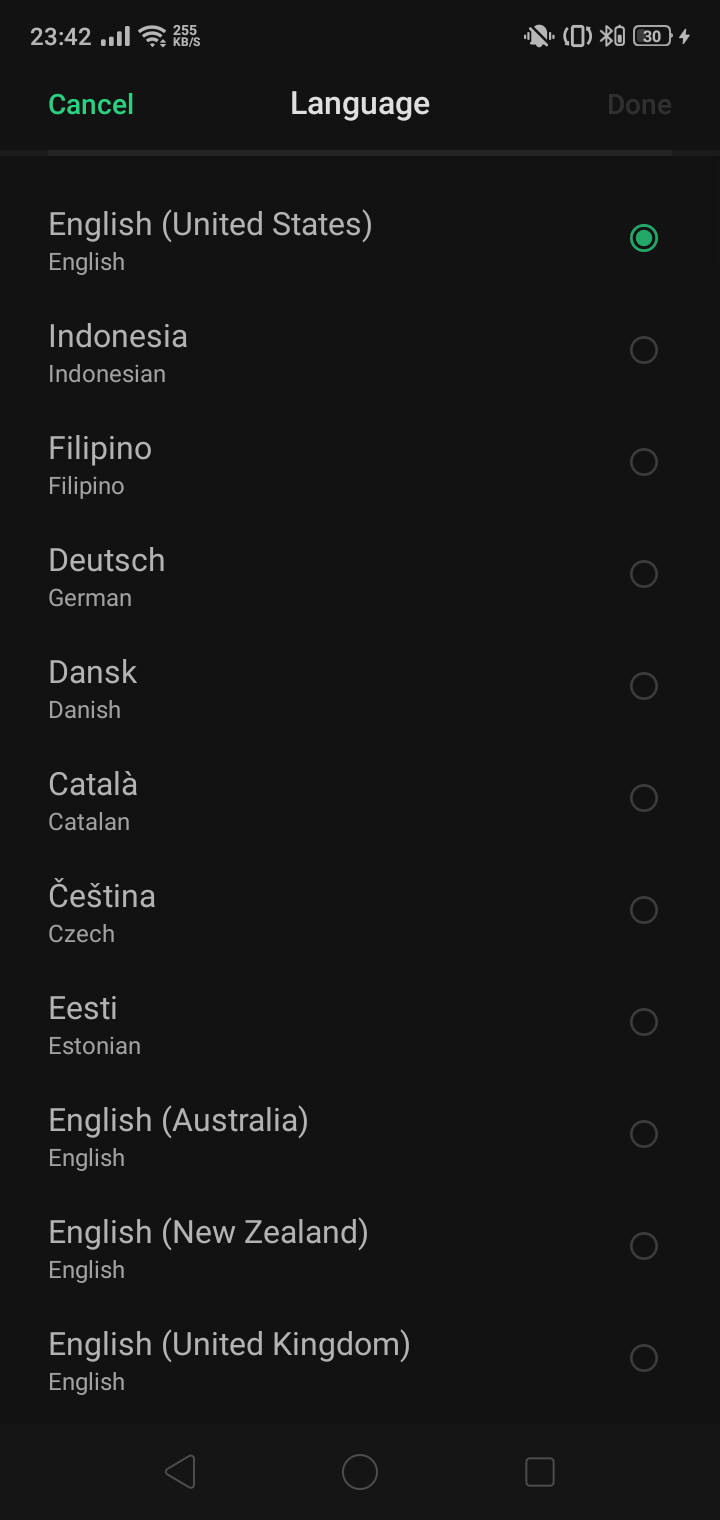 23:42 255 KB/S 30
Cancel Language Done
English (United States)
English
Indonesia
Indonesian
Filipino
Filipino
Deutsch
German
Dansk
Danish
Català
Catalan
Čeština
Czech
Eesti
Estonian
English (Australia)
English
English (New Zealand)
English
English (United Kingdom)
English